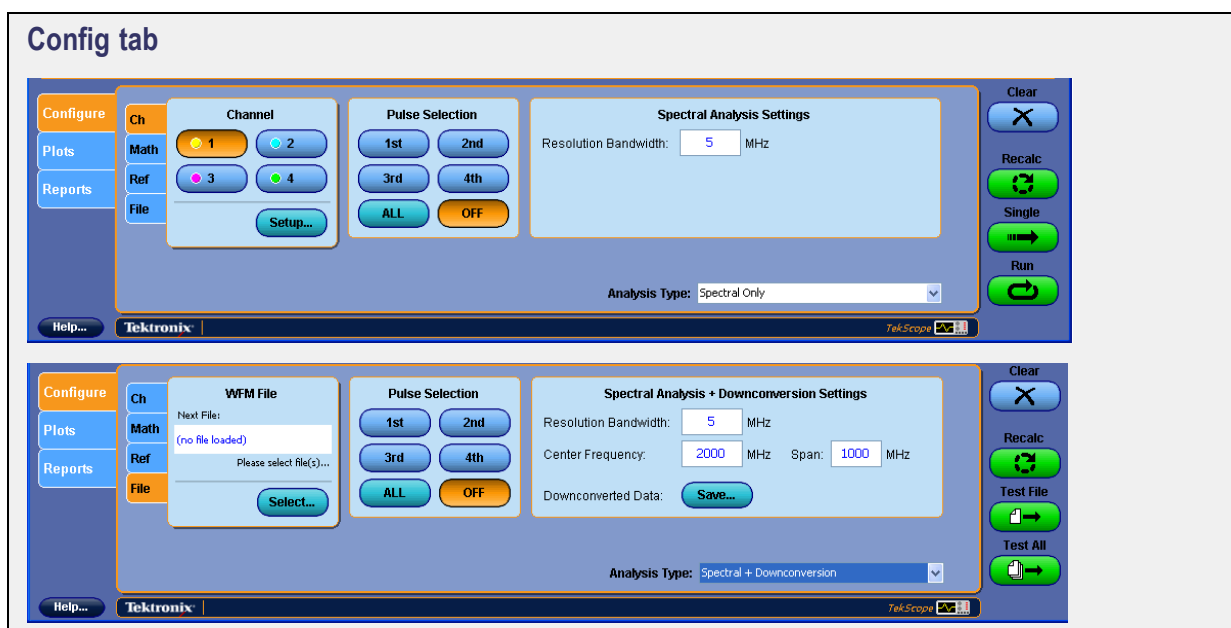 Config tab
Configure
Plots
Reports
Help...
Ch
Math
Ref
File
Channel
1
2
3
4
Setup...
Pulse Selection
1st
2nd
3rd
4th
ALL
OFF
Spectral Analysis Settings
Resolution Bandwidth: 5 MHz
Analysis Type: Spectral Only
Clear
Recalc
Single
Run
Tektronix
TekScope
Configure
Plots
Reports
Help...
Ch
Math
Ref
File
WFM File
Next File:
(no file loaded)
Please select file(s)...
Select...
Pulse Selection
1st
2nd
3rd
4th
ALL
OFF
Spectral Analysis + Downconversion Settings
Resolution Bandwidth: 5 MHz
Center Frequency: 2000 MHz Span: 1000 MHz
Downconverted Data: Save...
Analysis Type: Spectral + Downconversion
Clear
Recalc
Test File
Test All
Tektronix
TekScope